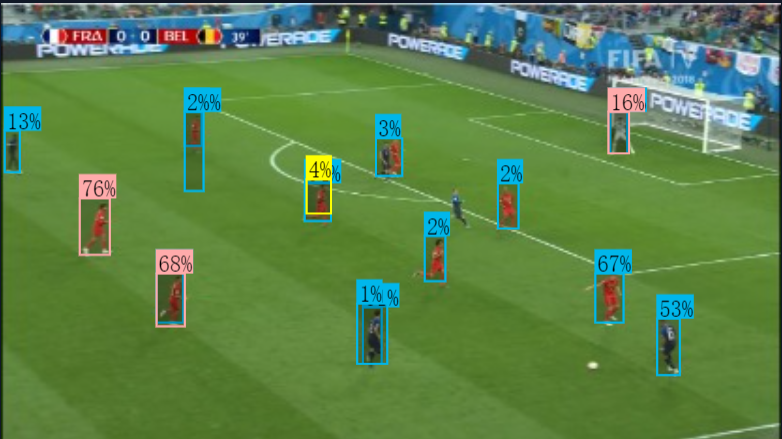 FRA 0 0 BEL 39'
POWERADE
POWERADE
POWERADE
POWERADE
POWERADE
FIFA TV
16%
2%
13%
3%
4%
2%
76%
2%
68%
67%
1%
53%